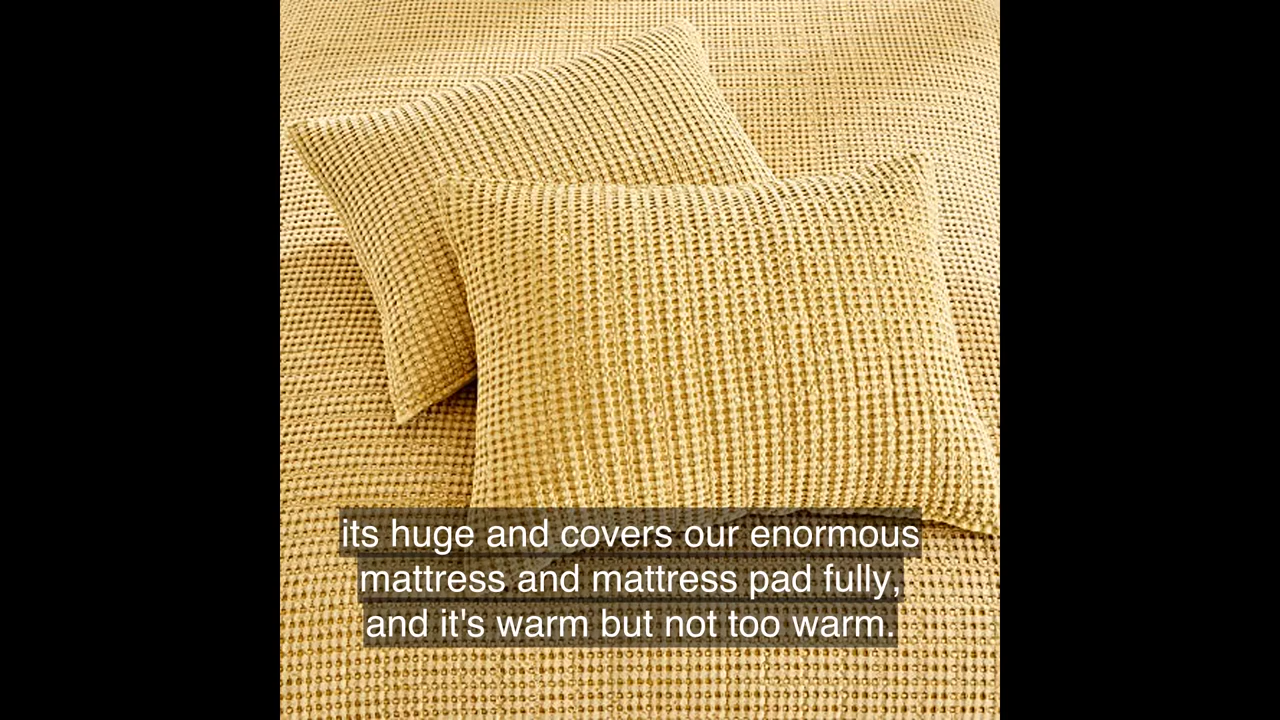 its huge and covers our enormous
mattress and mattress pad fully,
and it's warm but not too warm.